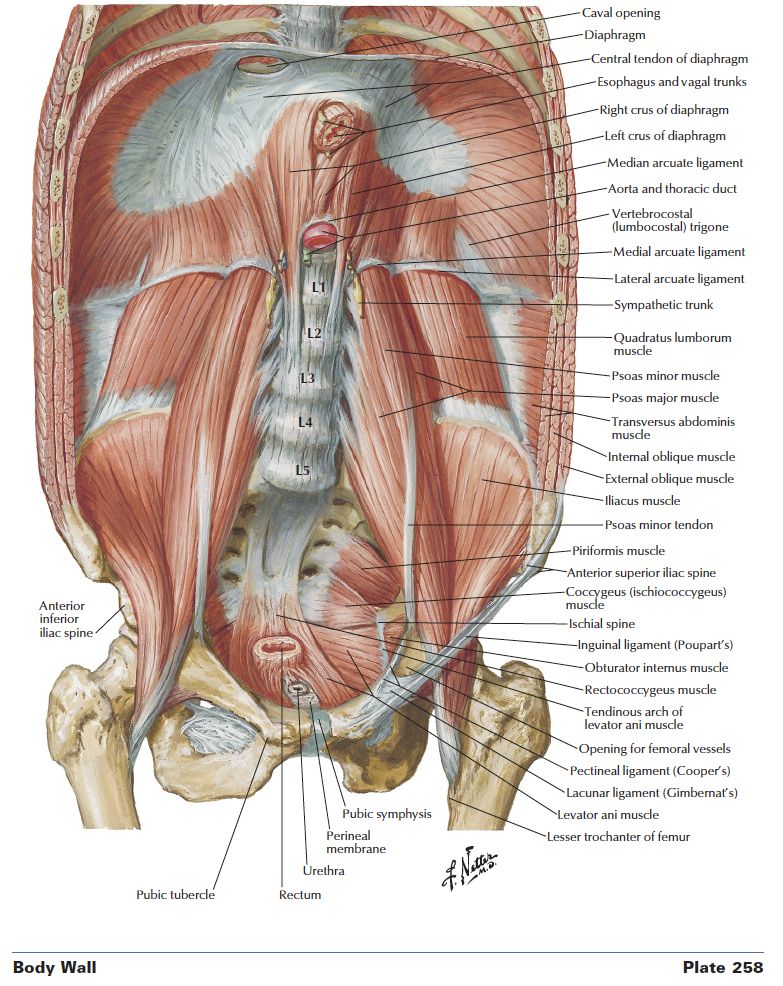 Caval opening
Diaphragm
Central tendon of diaphragm
Esophagus and vagal trunks
Right crus of diaphragm
Left crus of diaphragm
Median arcuate ligament
Aorta and thoracic duct
Vertebrocostal
(lumbocostal) trigone
Medial arcuate ligament
Lateral arcuate ligament
L1
Sympathetic trunk
L2
Quadratus lumborum
muscle
L3
Psoas minor muscle
Psoas major muscle
L4
Transversus abdominis
muscle
Internal oblique muscle
L5
External oblique muscle
Iliacus muscle
Psoas minor tendon
Piriformis muscle
Anterior superior iliac spine
Coccygeus (ischiococcygeus)
muscle
Anterior
inferior
iliac spine
Ischial spine
Inguinal ligament (Poupart's)
Obturator internus muscle
Rectococcygeus muscle
Tendinous arch of
levator ani muscle
Opening for femoral vessels
Pectineal ligament (Cooper's)
Lacunar ligament (Gimbernat's)
Levator ani muscle
Lesser trochanter of femur
Pubic symphysis
Perineal
membrane
Urethra
Pubic tubercle
Rectum
F. Netter
M.D.
Body Wall
Plate 258